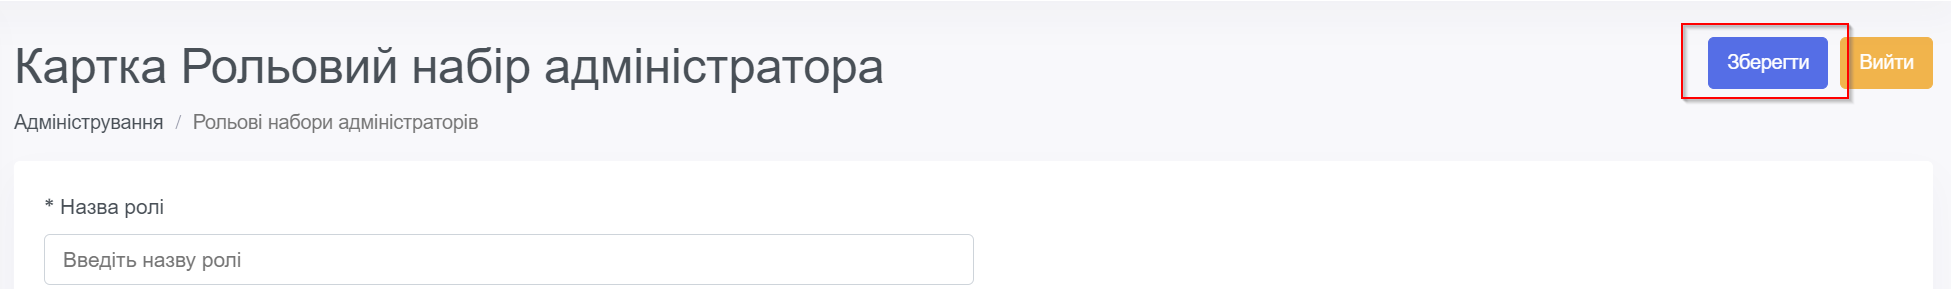 Картка Рольовий набір адміністратора
Зберегти
Вийти
Адміністрування / Рольові набори адміністраторів
* Назва ролі
Введіть назву ролі